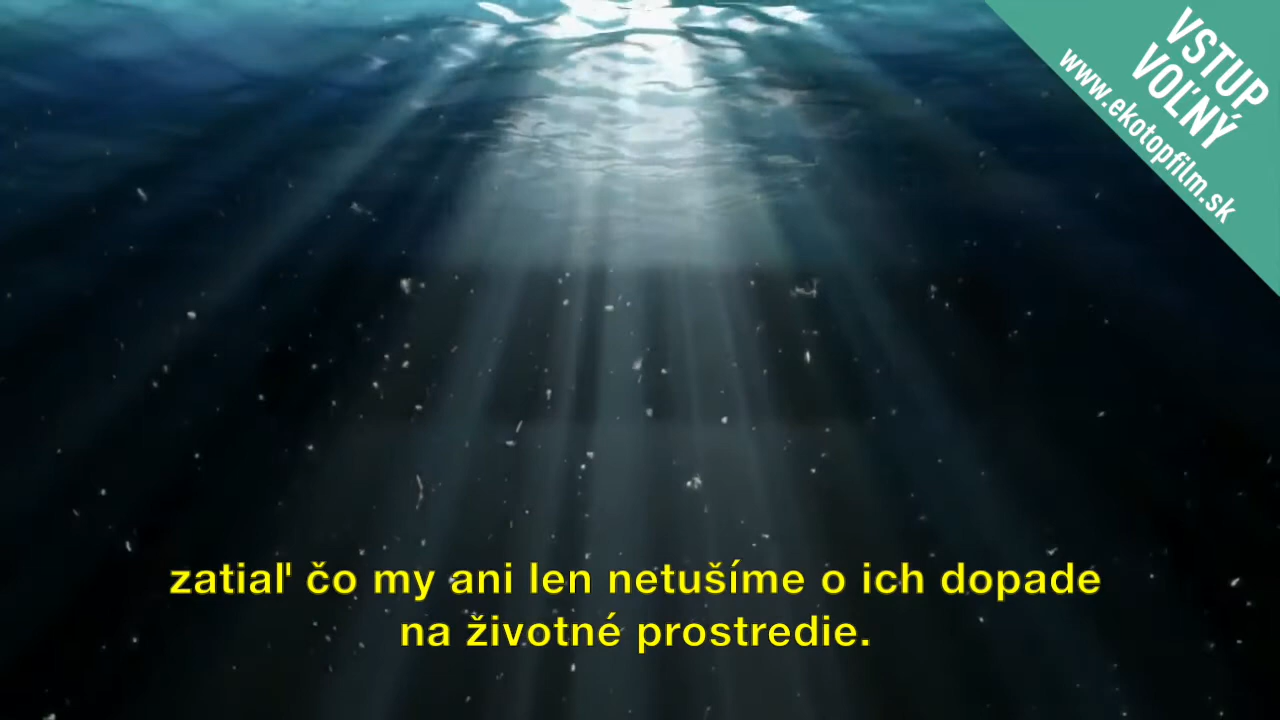 VSTUP
VOĽNÝ
www.ekotopfilm.sk
zatiaľ čo my ani len netušíme o ich dopade
na životné prostredie.